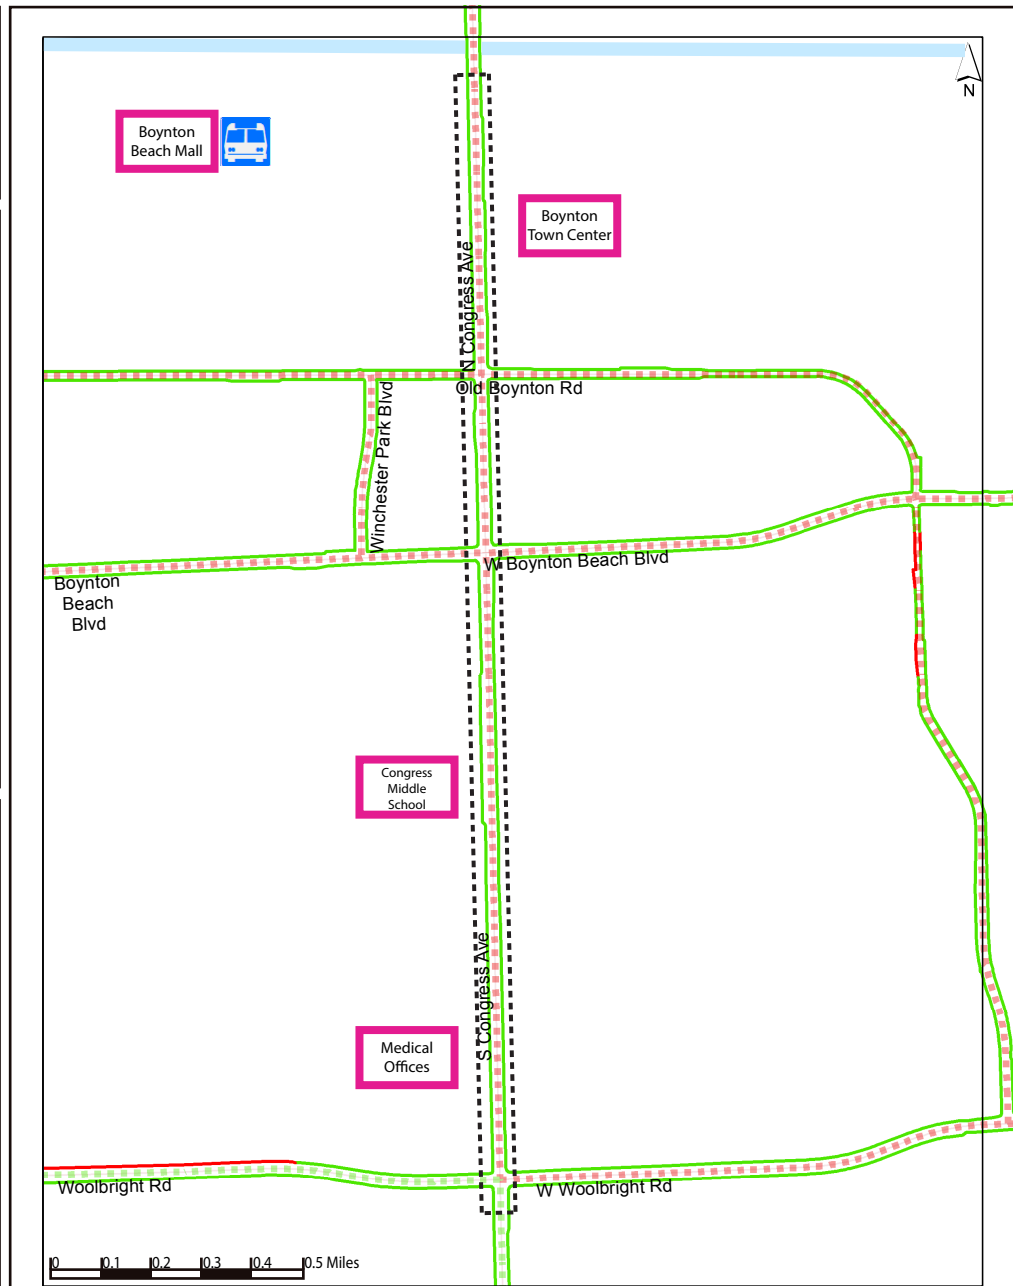 N
Boynton
Beach Mall
Boynton
Town Center
N Congress Ave
Old Boynton Rd
Winchester Park Blvd
W Boynton Beach Blvd
Boynton
Beach
Blvd
Congress
Middle
School
S Congress Ave
Medical
Offices
Woolbright Rd
W Woolbright Rd
0 0.1 0.2 0.3 0.4 0.5 Miles